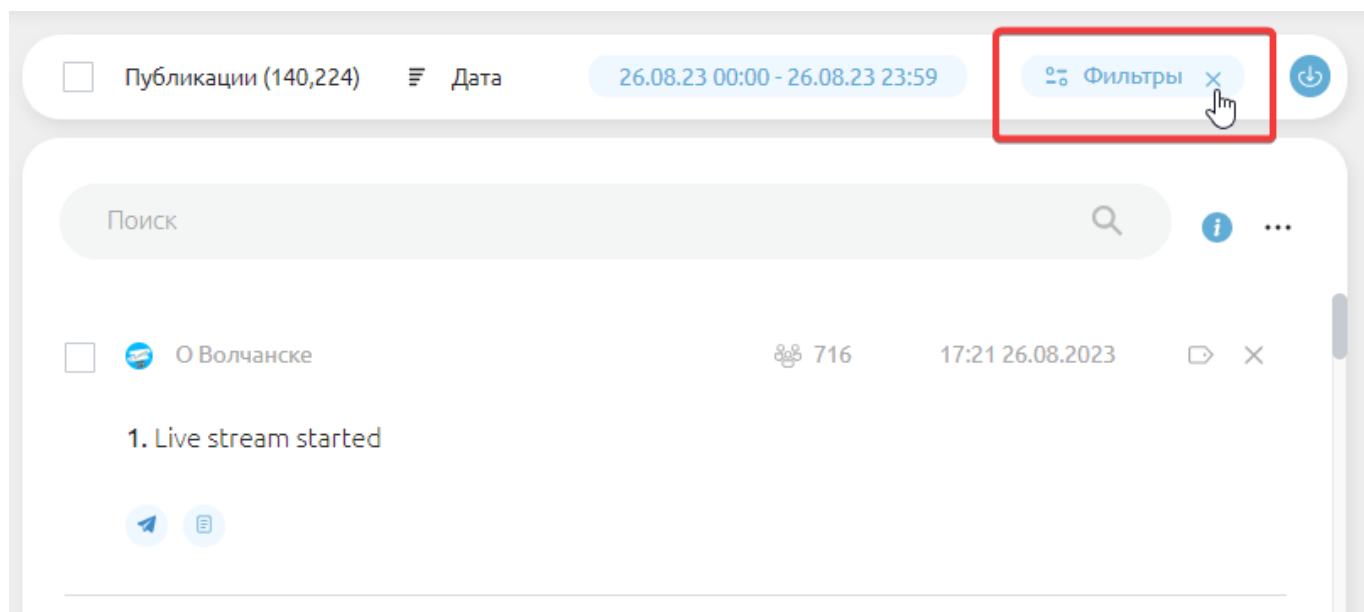 Публикации (140,224) Дата 26.08.23 00:00 - 26.08.23 23:59 Фильтры
Поиск
О Волчанске 716 17:21 26.08.2023
1. Live stream started